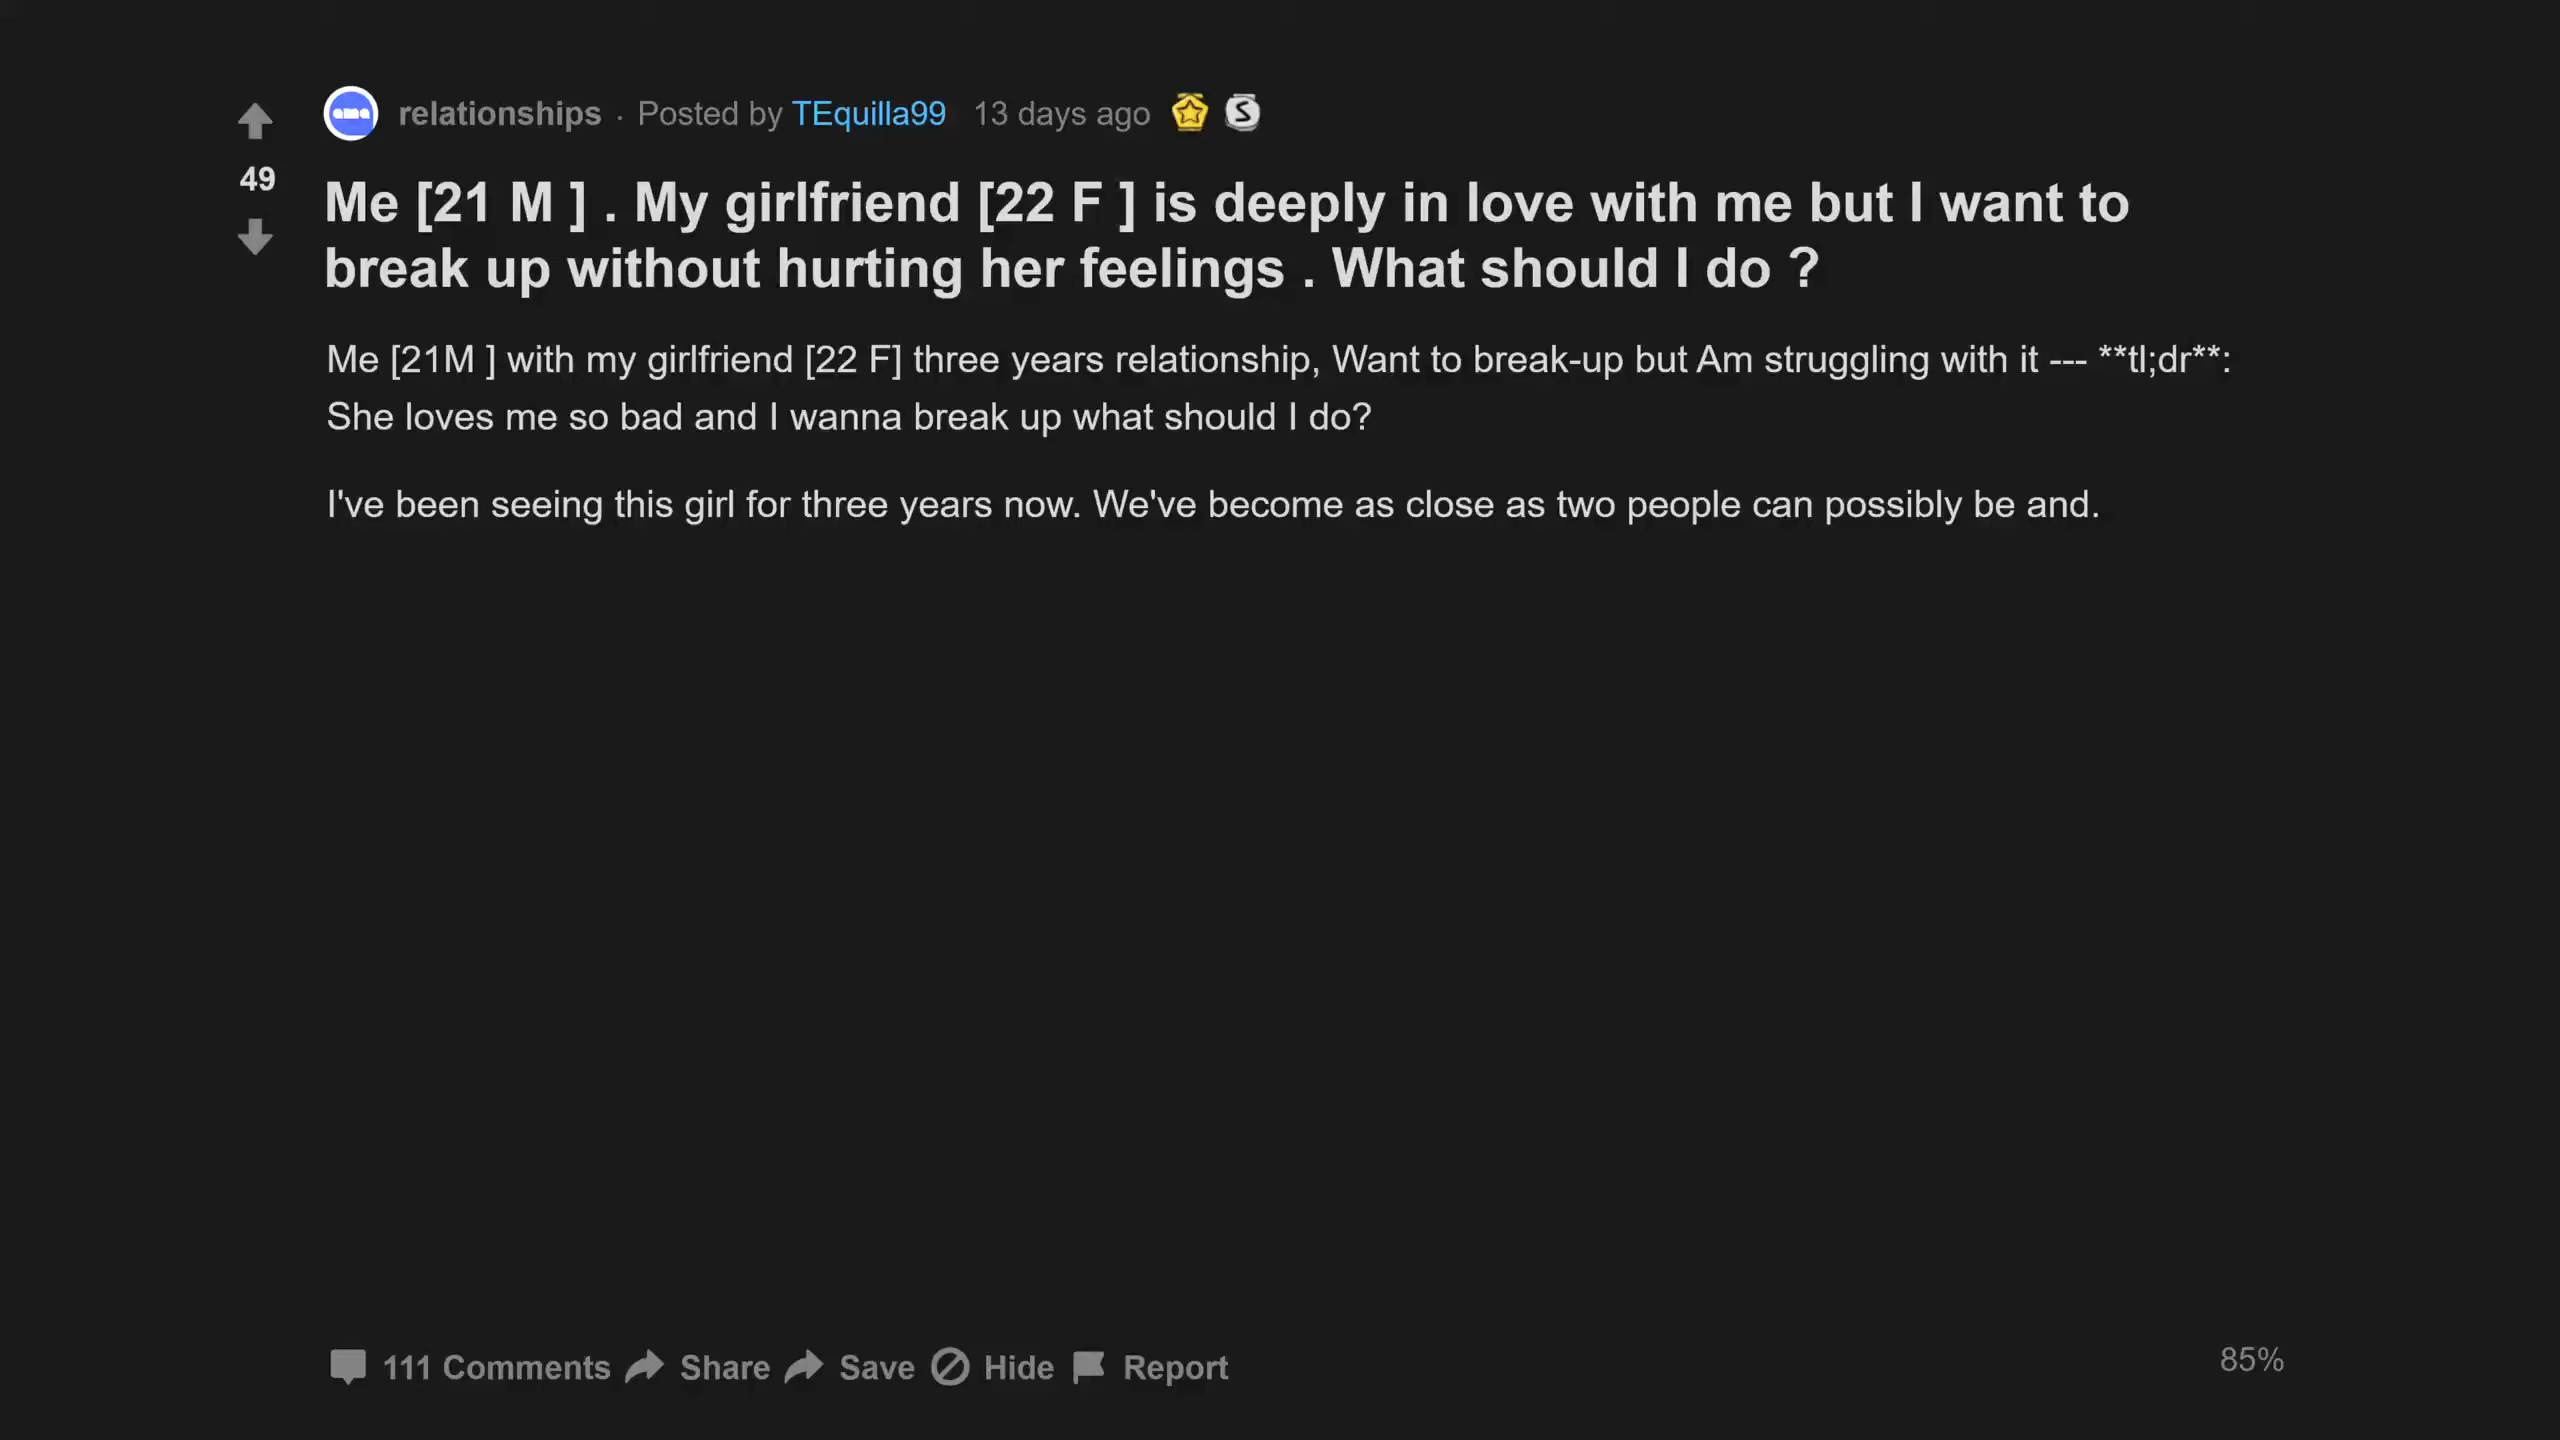 relationships · Posted by TEquilla99 13 days ago
49
Me [21 M ] . My girlfriend [22 F ] is deeply in love with me but I want to
break up without hurting her feelings . What should I do ?
Me [21M ] with my girlfriend [22 F] three years relationship, Want to break-up but Am struggling with it --- **tl;dr**:
She loves me so bad and I wanna break up what should I do?
I've been seeing this girl for three years now. We've become as close as two people can possibly be and.
111 Comments Share Save Hide Report
85%